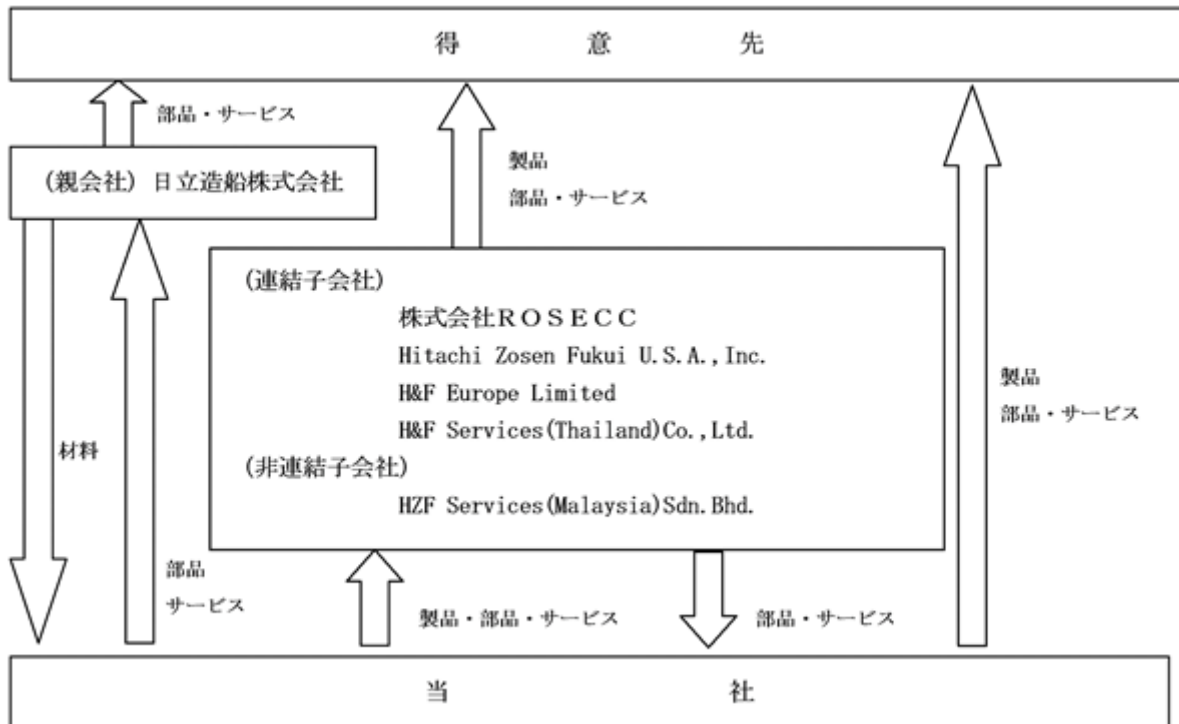 得意先
部品・サービス
(親会社) 日立造船株式会社
製品
部品・サービス
(連結子会社)
株式会社ＲＯＳＥＣＣ
Hitachi Zosen Fukui U.S.A.,Inc.
H&F Europe Limited
H&F Services(Thailand)Co.,Ltd.
(非連結子会社)
HZF Services(Malaysia)Sdn.Bhd.
製品
部品・サービス
材料
部品
サービス
製品・部品・サービス
部品・サービス
当社